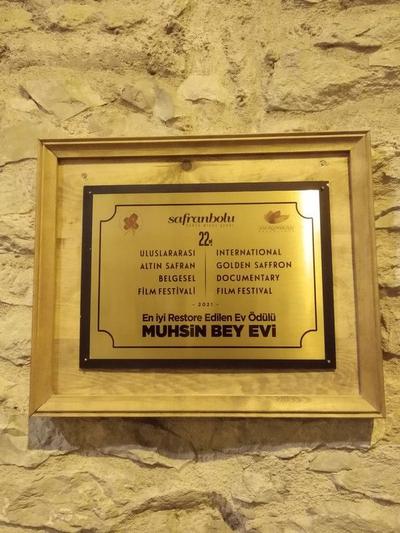 safranbolu
22.
ULUSLARARASI
ALTIN SAFRAN
BELGESEL
FİLM FESTİVALİ
INTERNATIONAL
GOLDEN SAFFRON
DOCUMENTARY
FILM FESTIVAL
- 2021 -
En iyi Restore Edilen Ev Ödülü
MUHSİN BEY EVİ